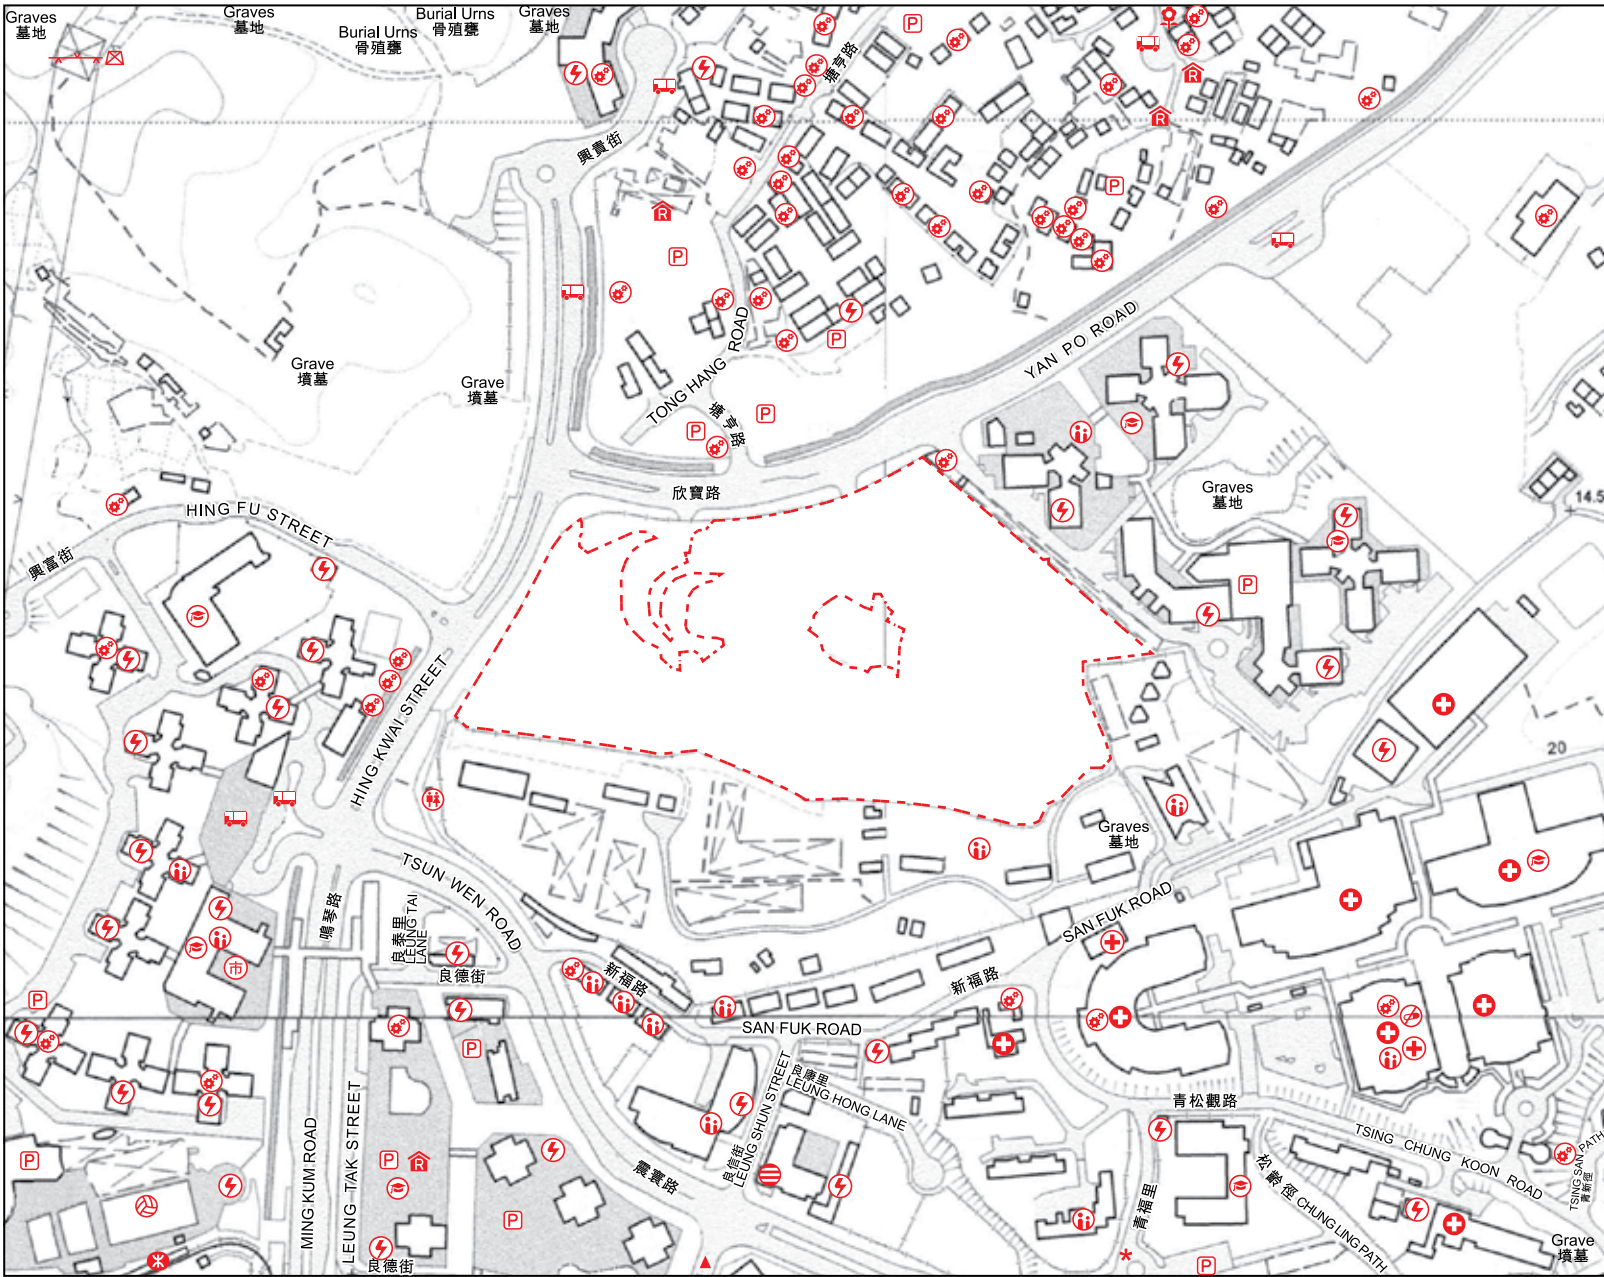 Graves
墓地
Graves
墓地
Burial Urns
骨殖甕
Burial Urns
骨殖甕
Graves
墓地
塘亨路
興貴街
R
R
R
P
P
P
P
P
P
YAN PO ROAD
TONG HANG ROAD
塘亨路
Grave
墳墓
Grave
墳墓
欣寶路
HING FU STREET
興富街
Graves
墓地
14.5
P
HING KWAI STREET
20
Graves
墓地
TSUN WEN ROAD
鳴琴路
良泰里
LEUNG TAI
LANE
良德街
市
新福路
SAN FUK ROAD
新福路
SAN FUK ROAD
P
P
良康里
LEUNG HONG LANE
LEUNG SHUN STREET
良信街
震寰路
青松觀路
TSING CHUNG KOON ROAD
TSING SAN PATH
青新徑
松齡徑 CHUNG LING PATH
青福里
MING KUM ROAD
LEUNG TAK STREET
良德街
P
P
R
P
P
Grave
墳墓